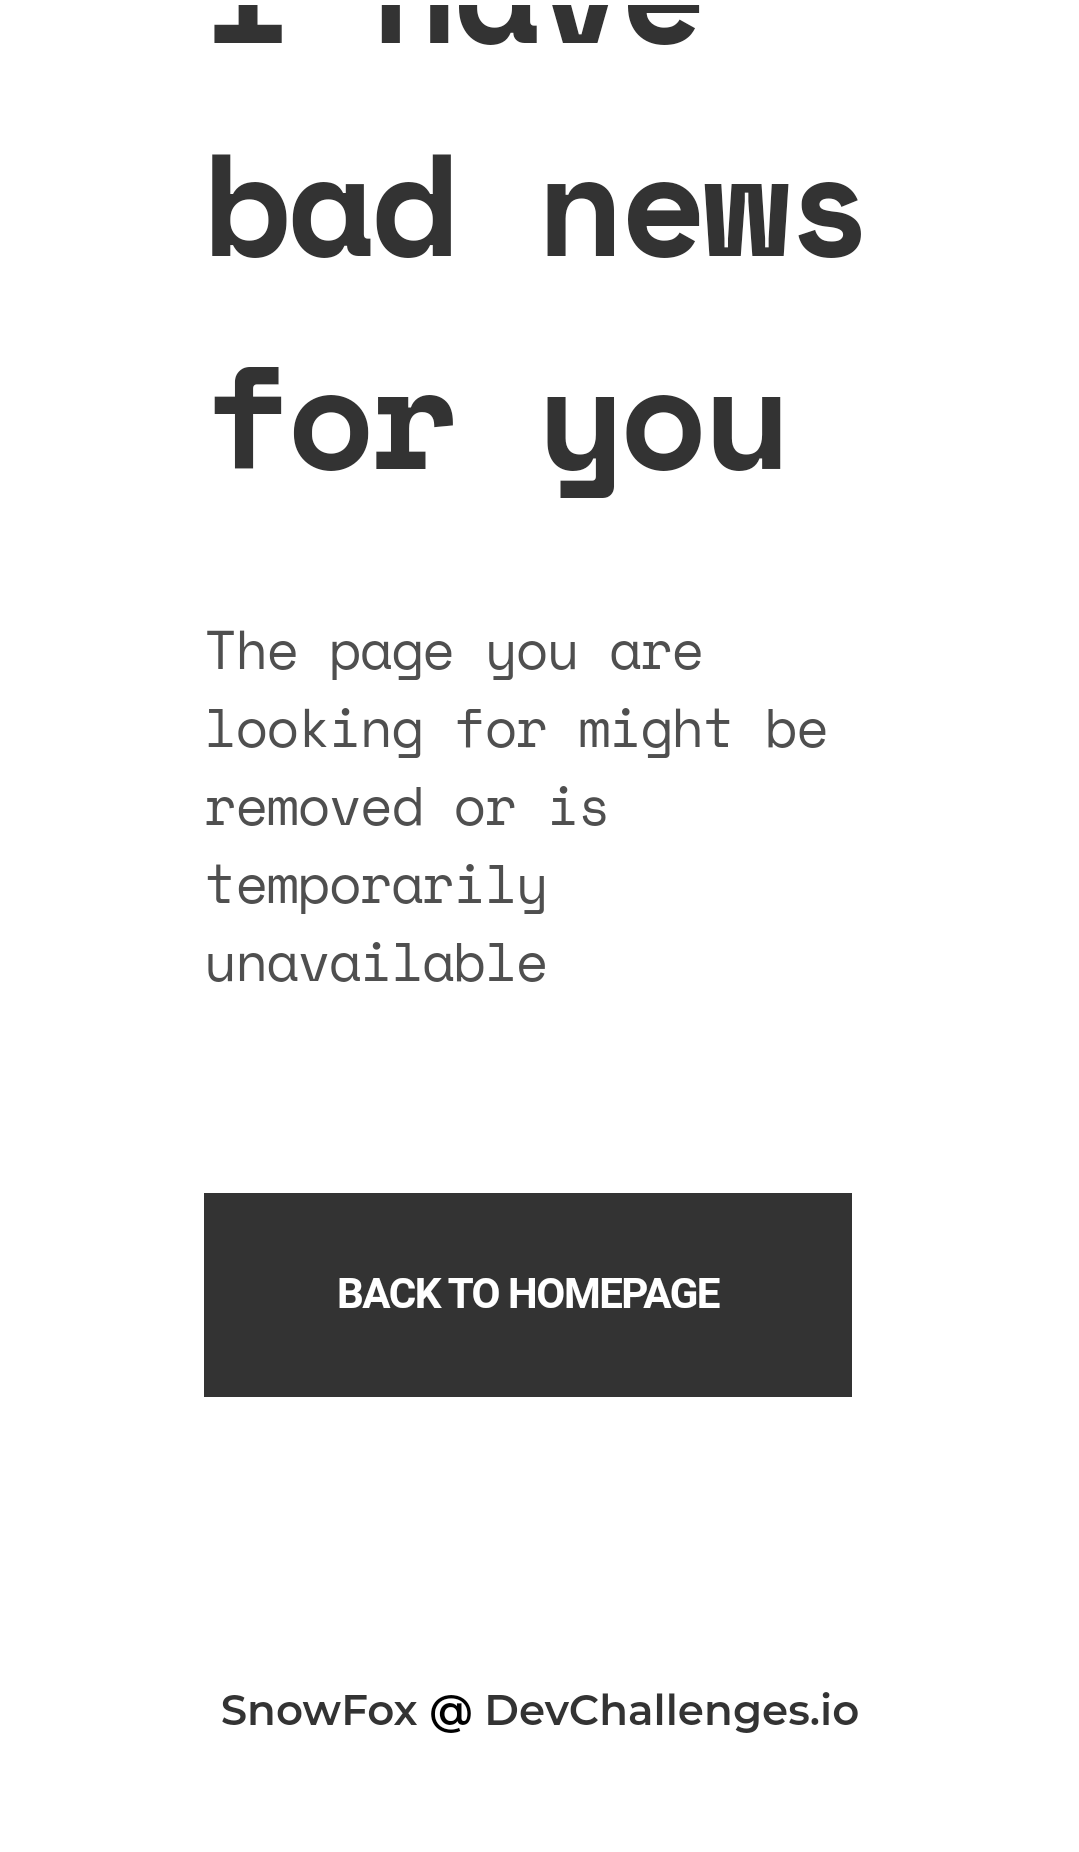 I have
bad news
for you
The page you are
looking for might be
removed or is
temporarily
unavailable
BACK TO HOMEPAGE
SnowFox @ DevChallenges.io